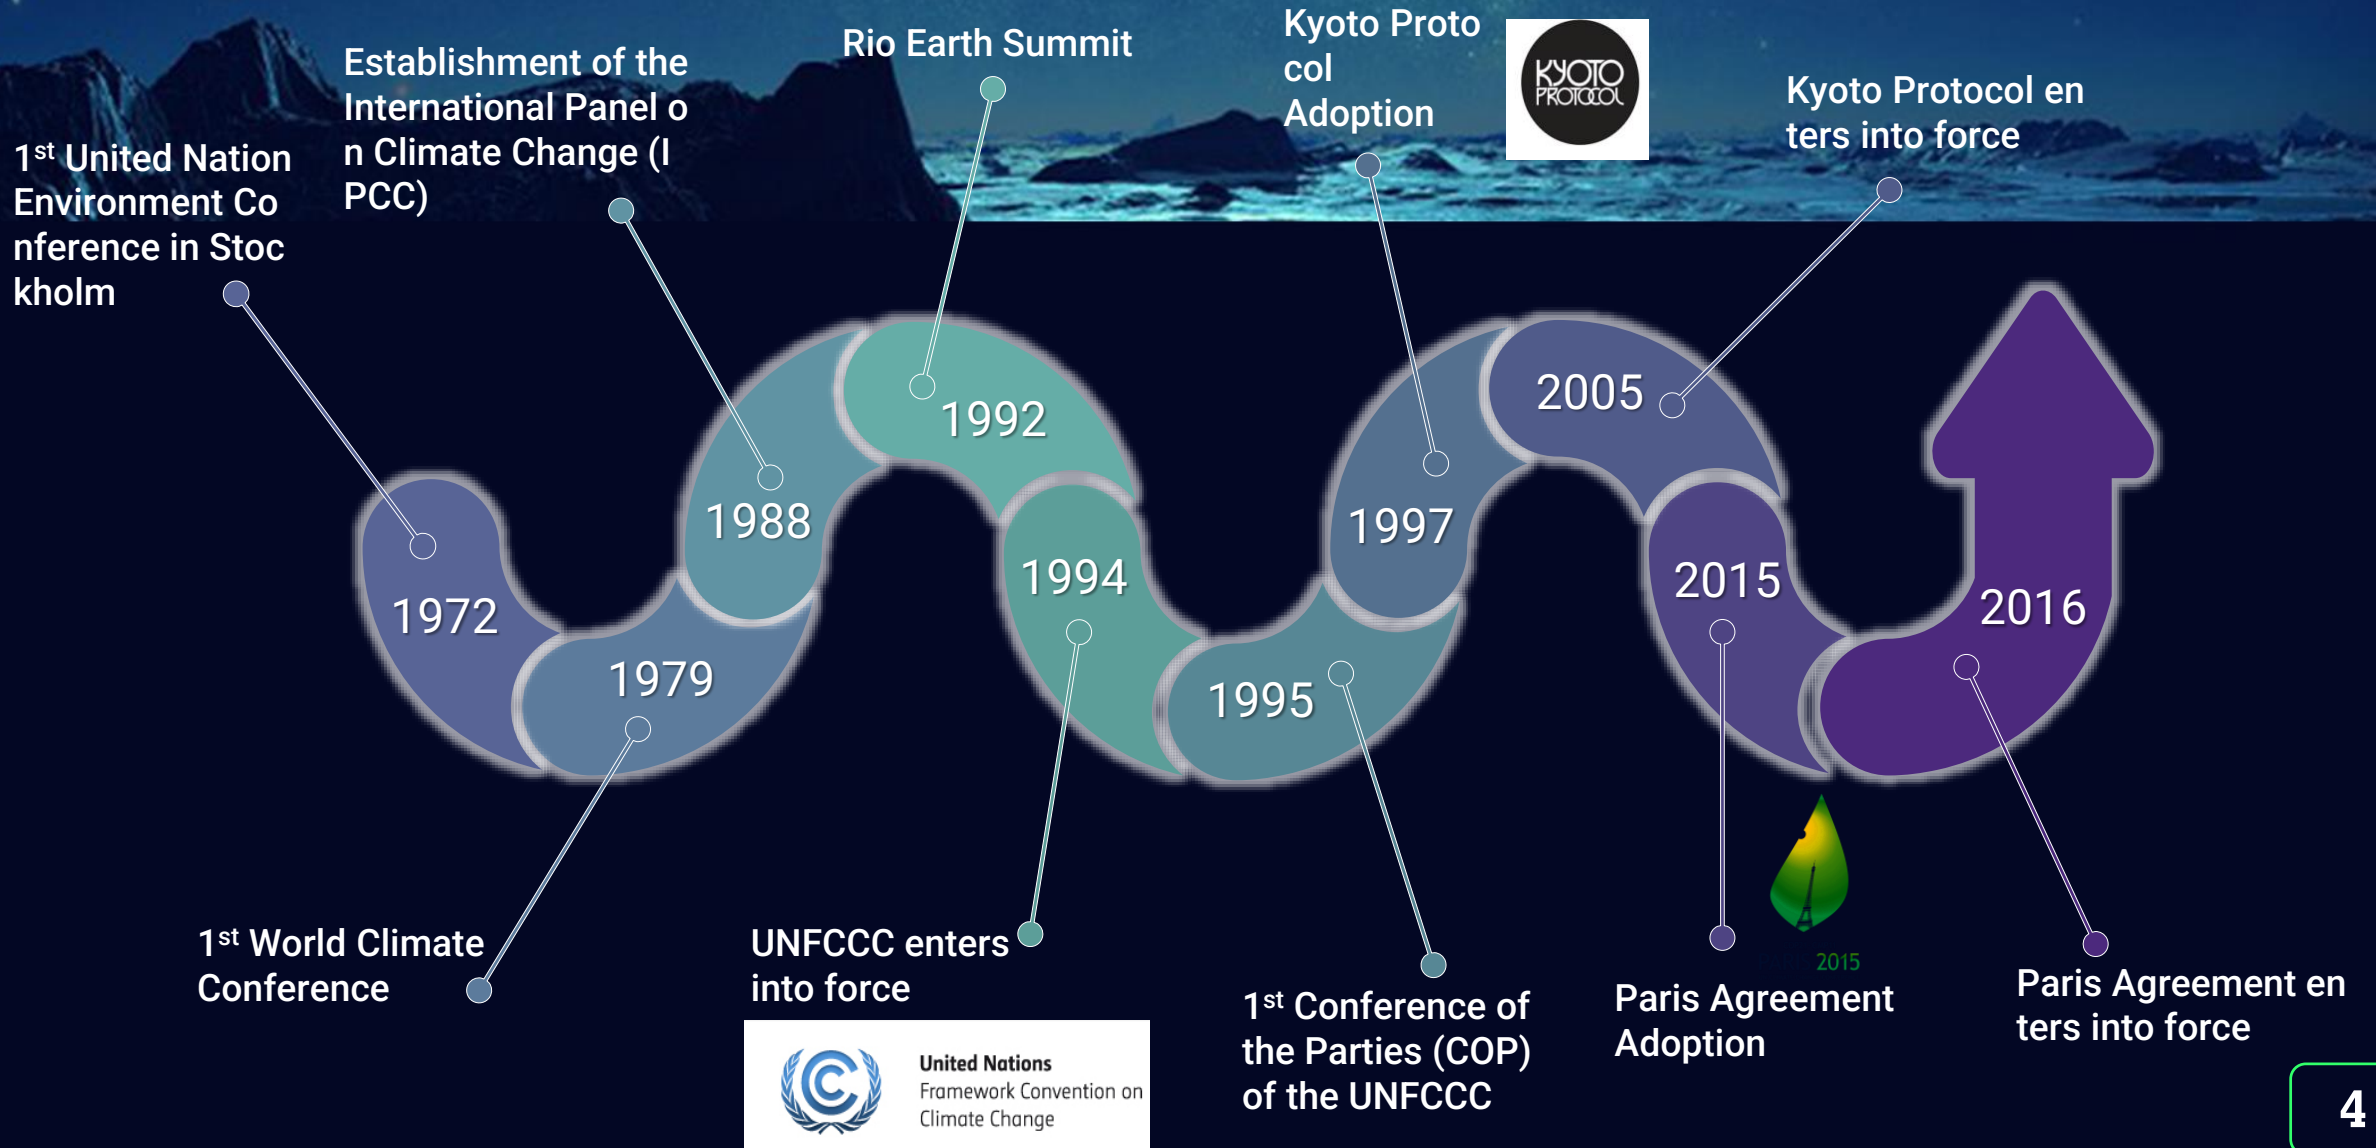 1st United Nation
Environment Co
nference in Stoc
kholm
1972
1st World Climate
Conference
1979
Establishment of the
International Panel o
n Climate Change (I
PCC)
1988
Rio Earth Summit
1992
UNFCCC enters
into force
1994
United Nations
Framework Convention on
Climate Change
1st Conference of
the Parties (COP)
of the UNFCCC
1995
Kyoto Proto
col
Adoption
KYOTO
PROTOCOL
1997
Kyoto Protocol en
ters into force
2005
2015
Paris Agreement
Adoption
2015
2016
Paris Agreement en
ters into force
4